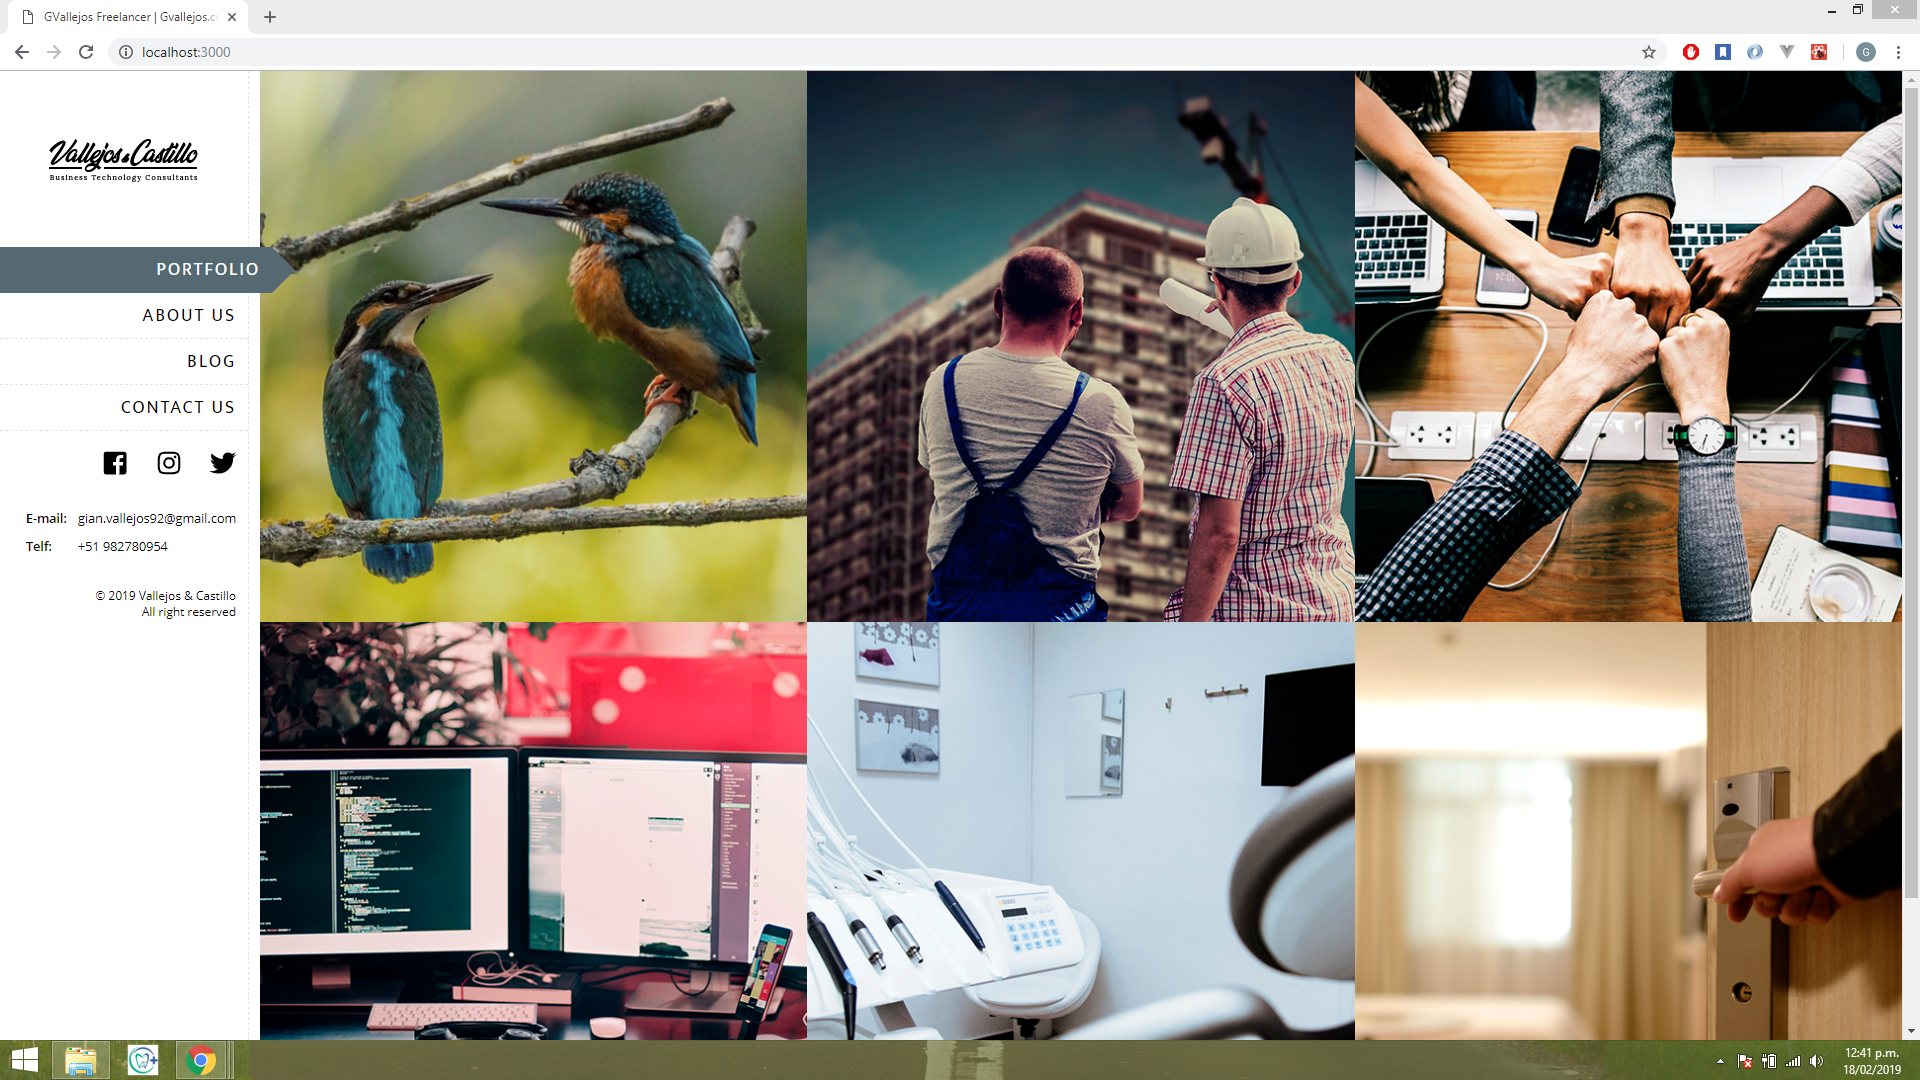 GVallejos Freelancer | Gvallejos.c
localhost:3000
G
Vallejos & Castillo
Business Technology Consultants
PORTFOLIO
ABOUT US
BLOG
CONTACT US
E-mail: gian.vallejos92@gmail.com
Telf: +51 982780954
© 2019 Vallejos & Castillo
All right reserved
12:41 p.m.
18/02/2019